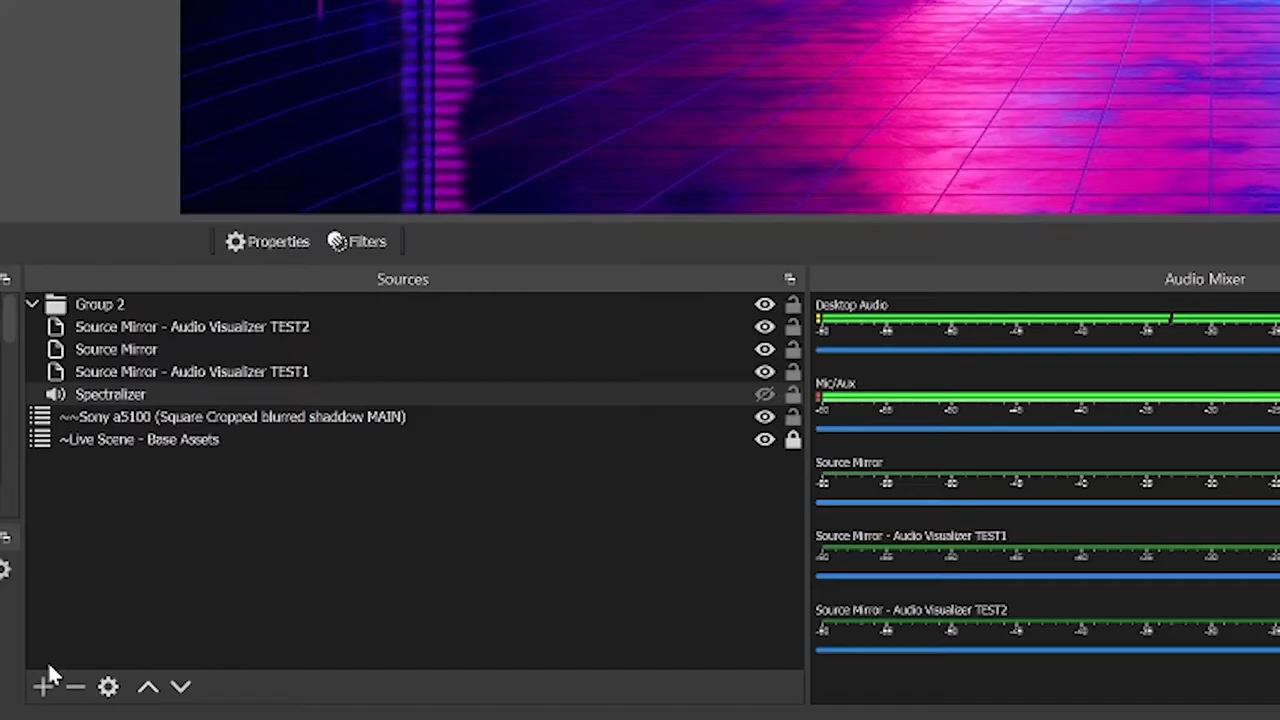 Properties
Filters
Sources
Group 2
Source Mirror - Audio Visualizer TEST2
Source Mirror
Source Mirror - Audio Visualizer TEST1
Spectralizer
~~Sony a5100 (Square Cropped blurred shaddow MAIN)
~Live Scene - Base Assets
Audio Mixer
Desktop Audio
Mic/Aux
Source Mirror
Source Mirror - Audio Visualizer TEST1
Source Mirror - Audio Visualizer TEST2